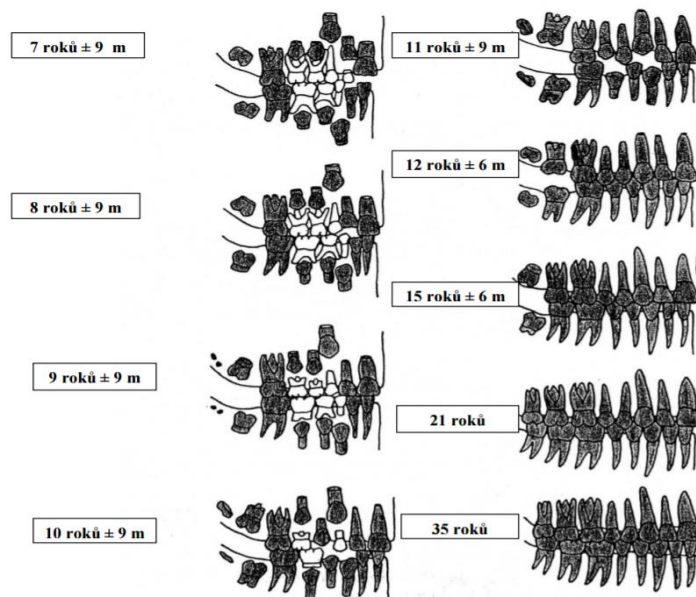 7 roků ± 9 m
8 roků ± 9 m
9 roků ± 9 m
10 roků ± 9 m
11 roků ± 9 m
12 roků ± 6 m
15 roků ± 6 m
21 roků
35 roků